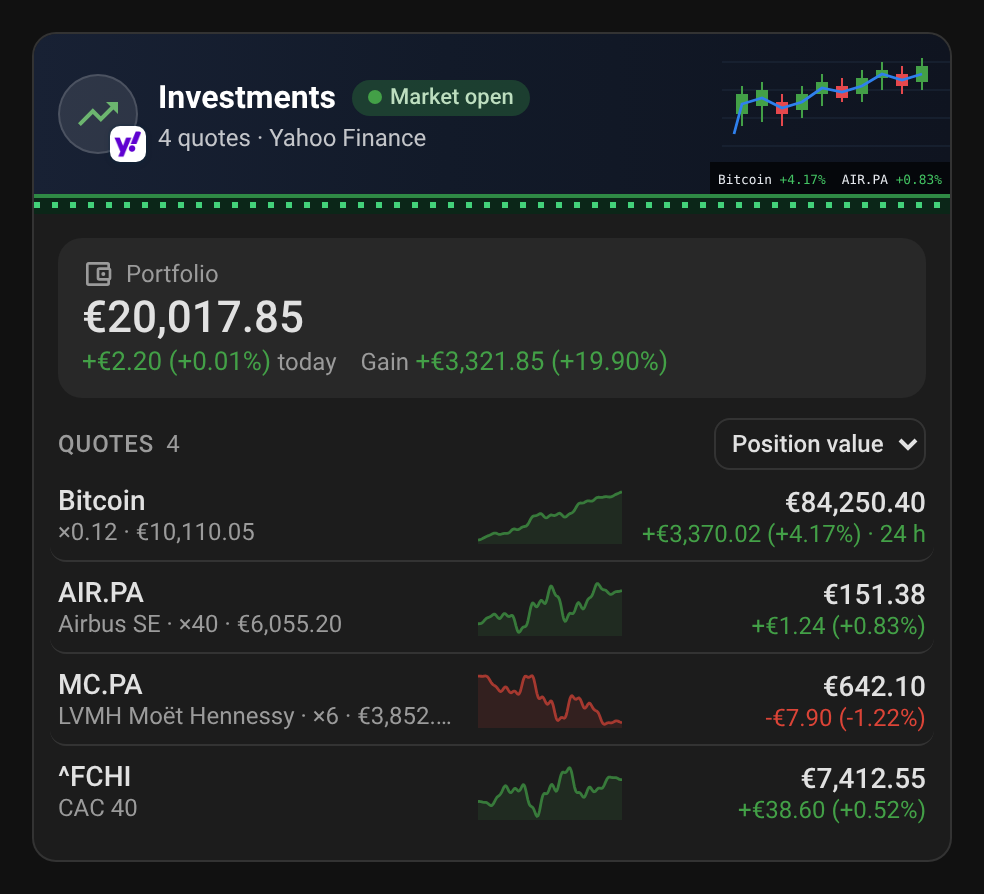 Investments
Market open
y!
4 quotes · Yahoo Finance
Bitcoin +4.17% AIR.PA +0.83%
Portfolio
€20,017.85
+€2.20 (+0.01%) today Gain +€3,321.85 (+19.90%)
QUOTES 4
Position value
Bitcoin
€84,250.40
×0.12 · €10,110.05
+€3,370.02 (+4.17%) · 24 h
AIR.PA
€151.38
Airbus SE · ×40 · €6,055.20
+€1.24 (+0.83%)
MC.PA
€642.10
LVMH Moët Hennessy · ×6 · €3,852.…
-€7.90 (-1.22%)
^FCHI
€7,412.55
CAC 40
+€38.60 (+0.52%)